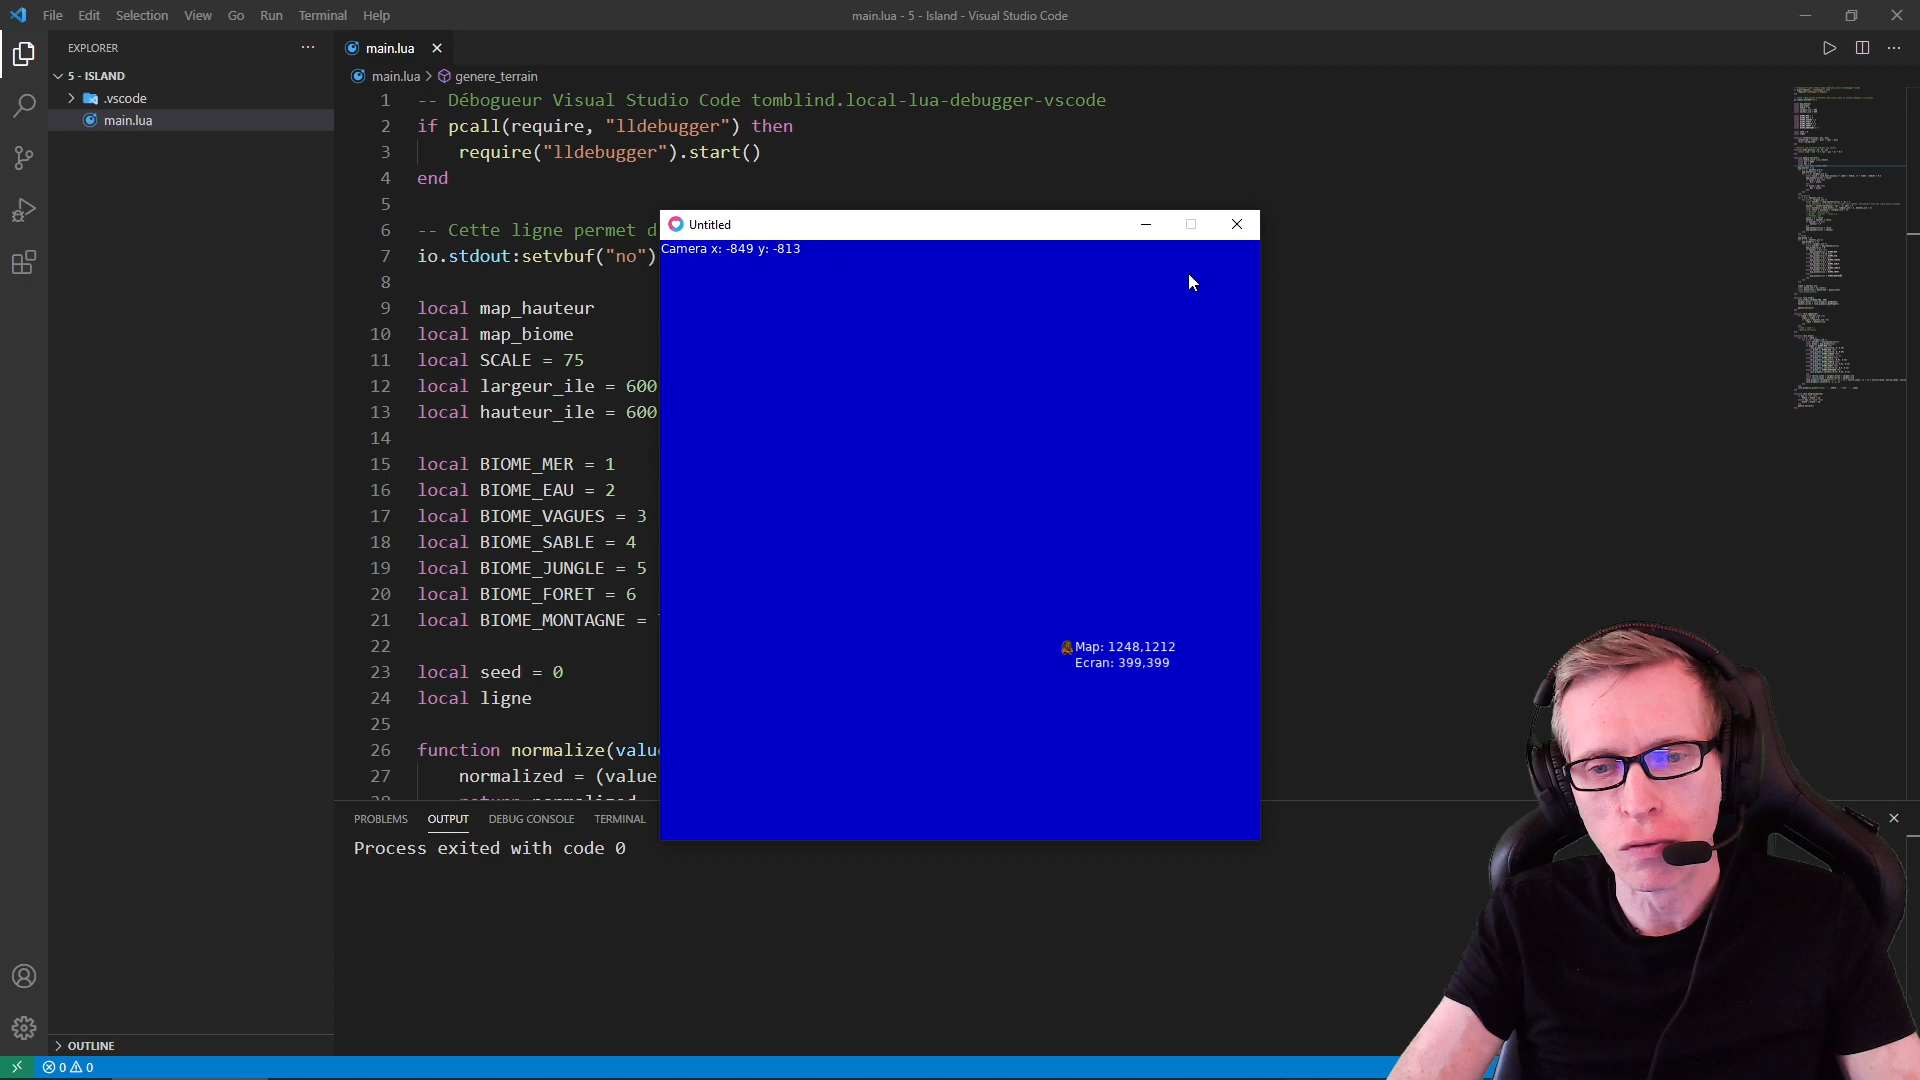 File Edit Selection View Go Run Terminal Help
main.lua - 5 - Island - Visual Studio Code
EXPLORER
5 - ISLAND
.vscode
main.lua
OUTLINE
main.lua
main.lua > genere_terrain
1 -- Débogueur Visual Studio Code tomblind.local-lua-debugger-vscode
2 if pcall(require, "lldebugger") then
3 require("lldebugger").start()
4 end
5
6 -- Cette ligne permet d
7 io.stdout:setvbuf("no")
8
9 local map_hauteur
10 local map_biome
11 local SCALE = 75
12 local largeur_ile = 600
13 local hauteur_ile = 600
14
15 local BIOME_MER = 1
16 local BIOME_EAU = 2
17 local BIOME_VAGUES = 3
18 local BIOME_SABLE = 4
19 local BIOME_JUNGLE = 5
20 local BIOME_FORET = 6
21 local BIOME_MONTAGNE =
22
23 local seed = 0
24 local ligne
25
26 function normalize(valu
27 normalized = (value
28 return normalized
Untitled
Camera x: -849 y: -813
Map: 1248,1212
Ecran: 399,399
PROBLEMS OUTPUT DEBUG CONSOLE TERMINAL
Process exited with code 0
0 0